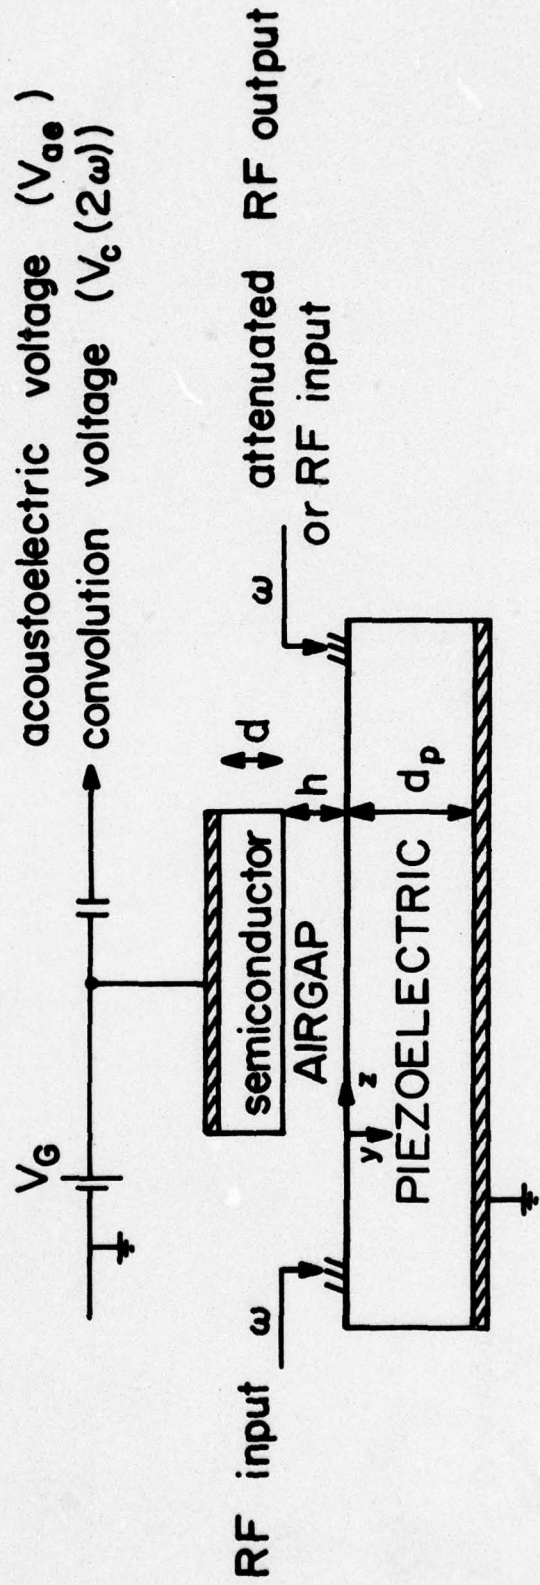 acoustoelectric voltage (Vae)
convolution voltage (Vc(2ω))
VG
RF input
ω
semiconductor
d
AIRGAP
h
ω
attenuated RF output
or RF input
z
y
PIEZOELECTRIC
dp